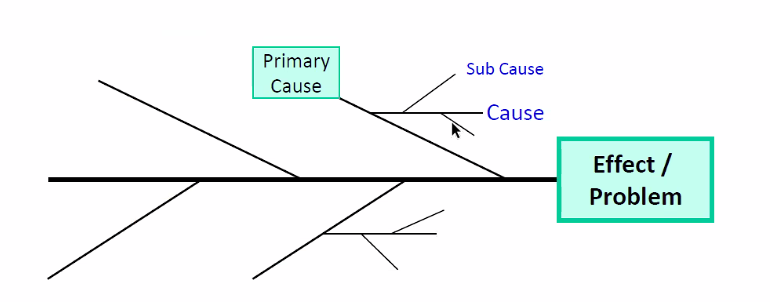 Primary
Cause
Sub Cause
Cause
Effect /
Problem